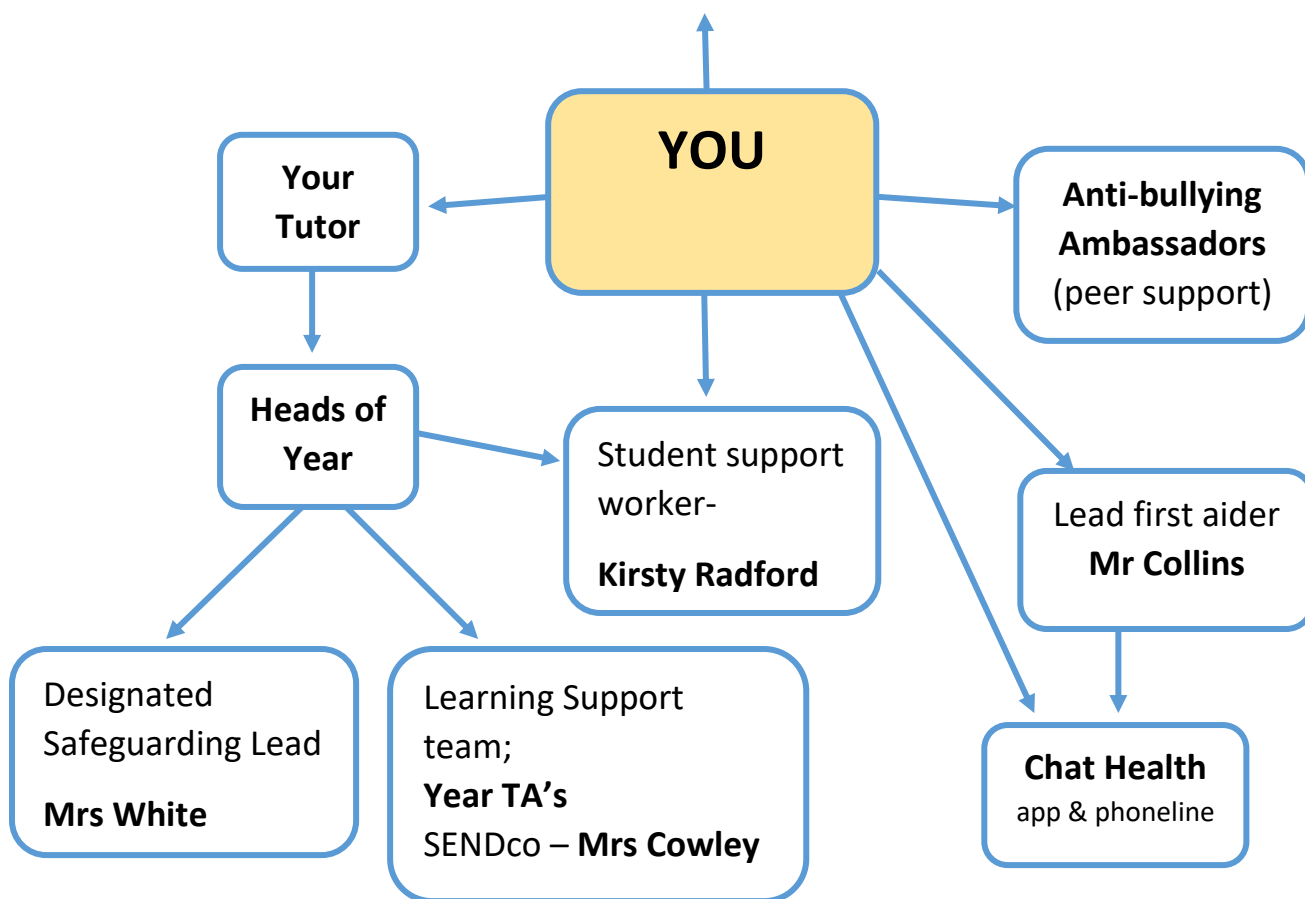 YOU
Your
Tutor
Anti-bullying
Ambassadors
(peer support)
Heads of
Year
Student support
worker-
Kirsty Radford
Lead first aider
Mr Collins
Designated
Safeguarding Lead
Mrs White
Learning Support
team;
Year TA’s
SENDco – Mrs Cowley
Chat Health
app & phoneline